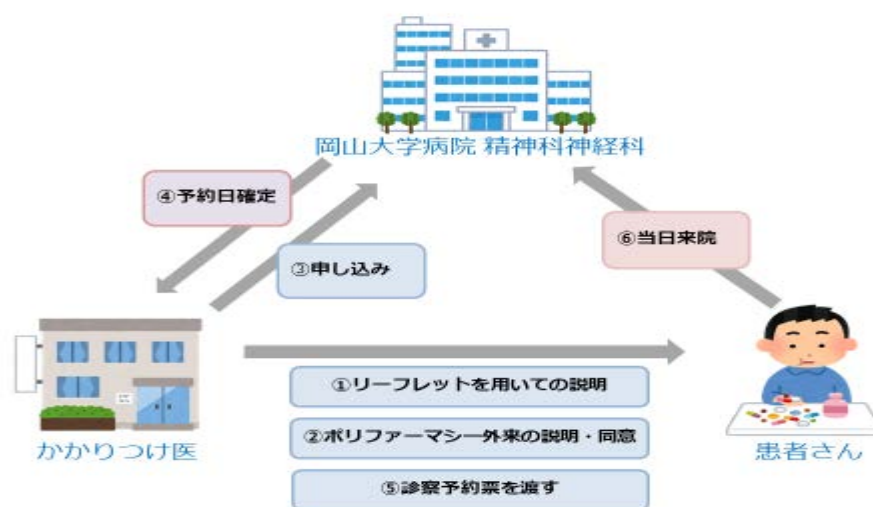 岡山大学病院 精神科神経科
④予約日確定
③申し込み
⑥当日来院
①リーフレットを用いての説明
②ポリファーマシー外来の説明・同意
⑤診察予約票を渡す
かかりつけ医
患者さん